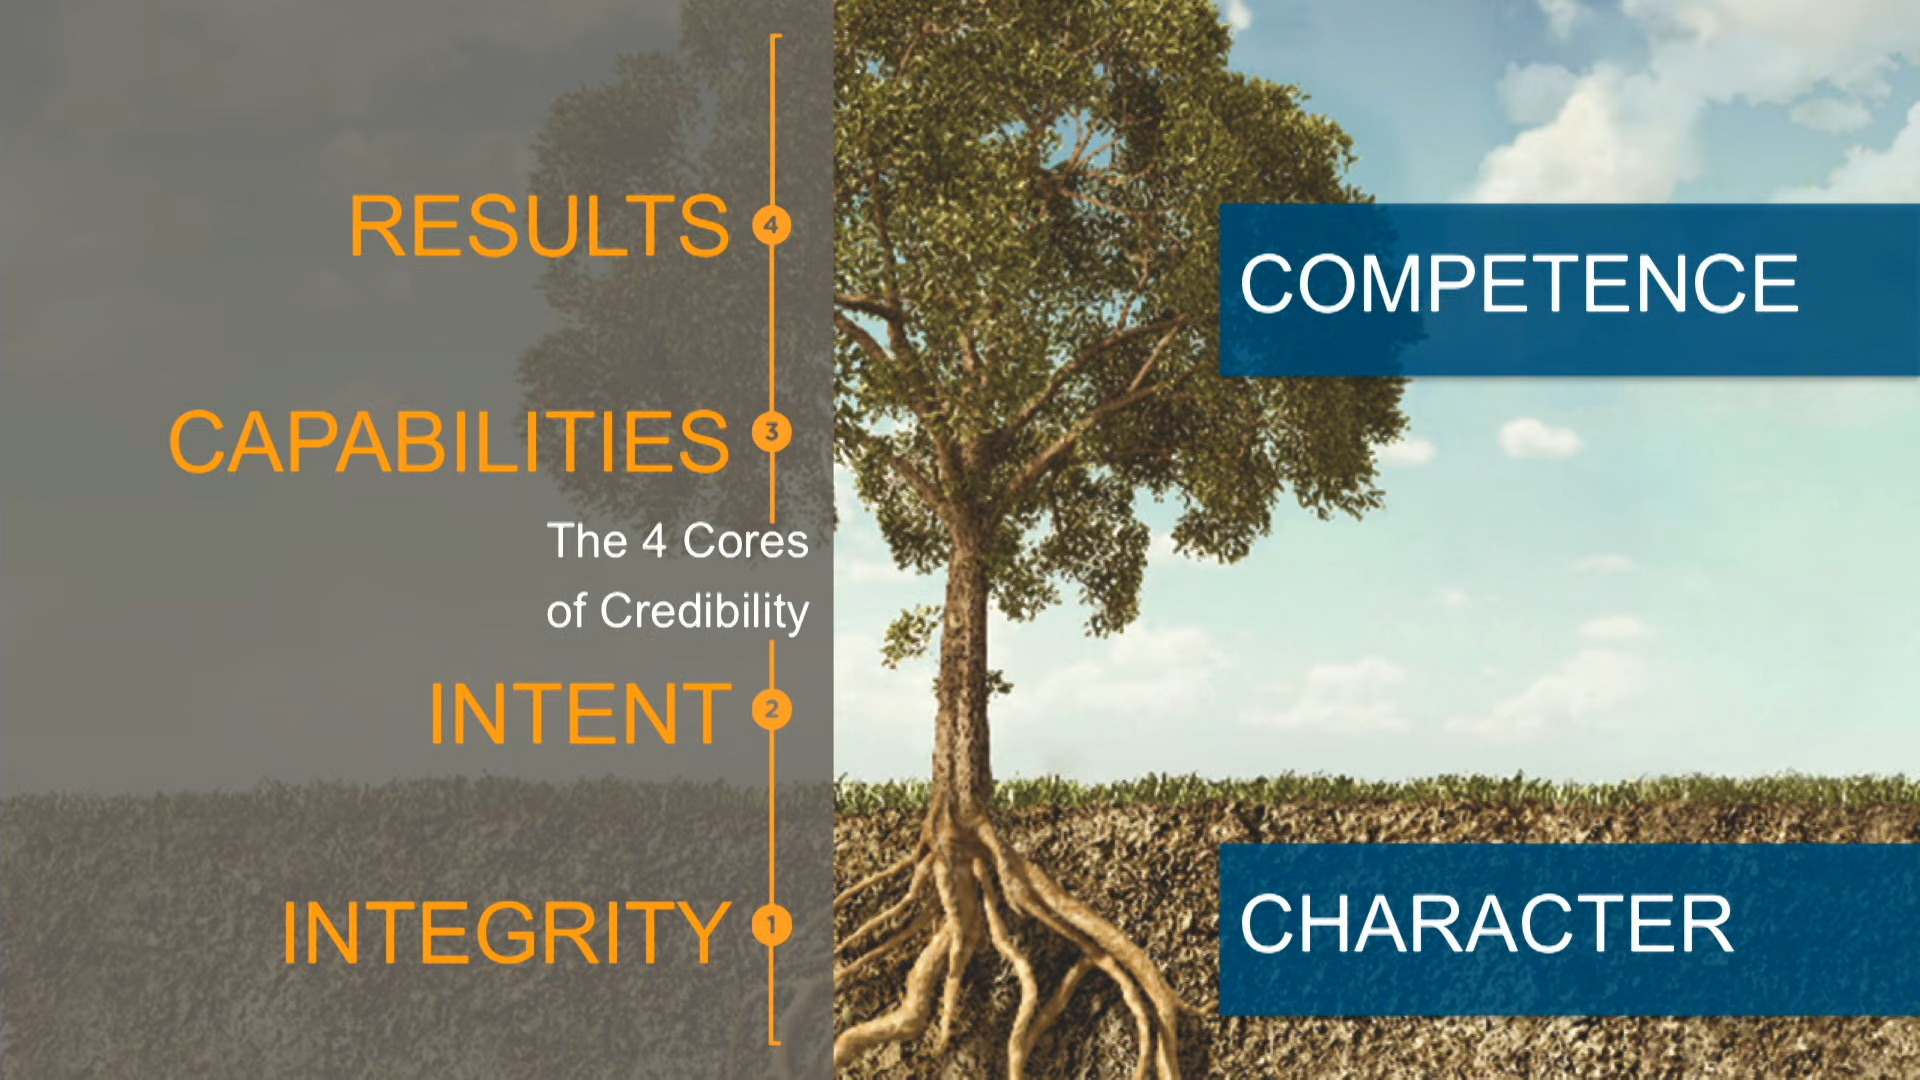 RESULTS 4
CAPABILITIES 3
The 4 Cores
of Credibility
INTENT 2
INTEGRITY 1
COMPETENCE
CHARACTER